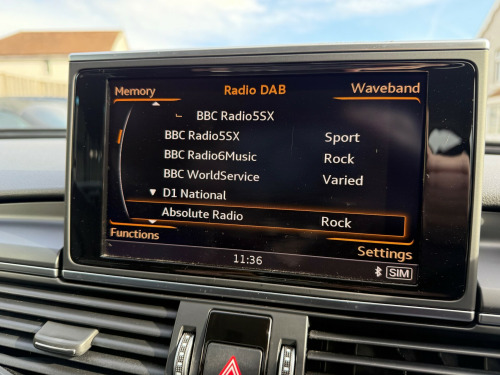 Memory Radio DAB Waveband
BBC Radio5SX
BBC Radio5SX Sport
BBC Radio6Music Rock
BBC WorldService Varied
▼ D1 National
Absolute Radio Rock
Functions Settings
11:36 SIM